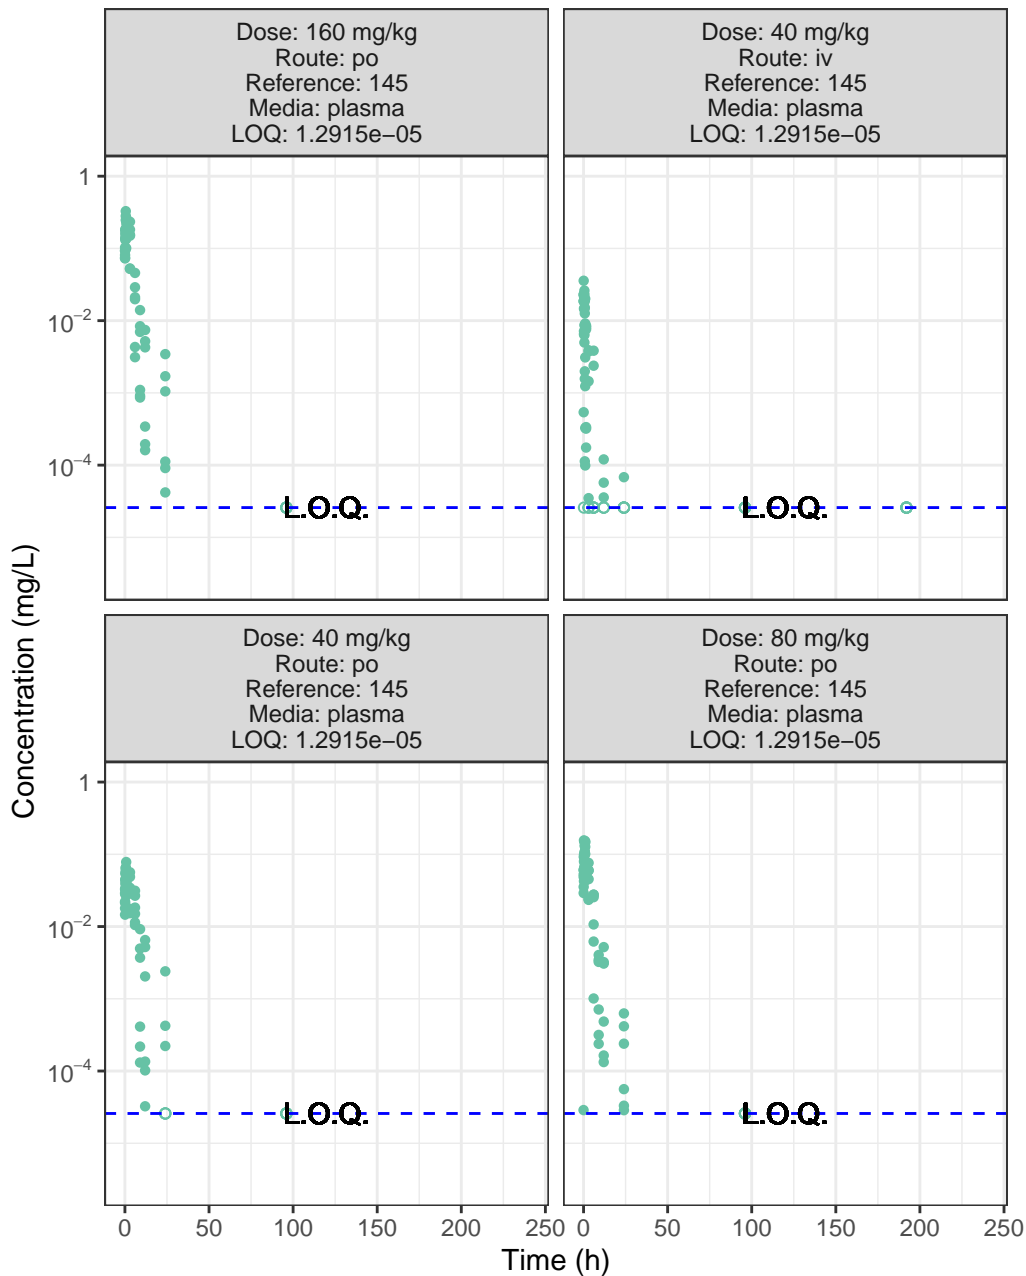 Dose: 160 mg/kg
Route: po
Reference: 145
Media: plasma
LOQ: 1.2915e−05
Dose: 40 mg/kg
Route: iv
Reference: 145
Media: plasma
LOQ: 1.2915e−05
1
10−2
10−4
L.O.Q.
L.O.Q.
Concentration (mg/L)
Dose: 40 mg/kg
Route: po
Reference: 145
Media: plasma
LOQ: 1.2915e−05
Dose: 80 mg/kg
Route: po
Reference: 145
Media: plasma
LOQ: 1.2915e−05
1
10−2
10−4
L.O.Q.
L.O.Q.
0 50 100 150 200 250 0 50 100 150 200 250
Time (h)